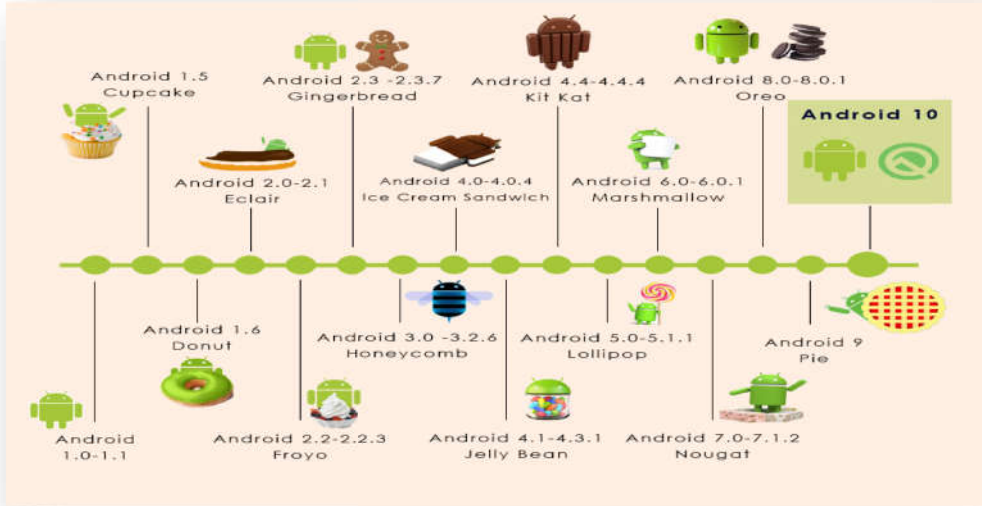 Android 1.5
Cupcake
Android 2.3 -2.3.7
Gingerbread
Android 4.4-4.4.4
Kit Kat
Android 8.0-8.0.1
Oreo
Android 10
Android 2.0-2.1
Eclair
Android 4.0-4.0.4
Ice Cream Sandwich
Android 6.0-6.0.1
Marshmallow
Android 1.6
Donut
Android 3.0 -3.2.6
Honeycomb
Android 5.0-5.1.1
Lollipop
Android 9
Pie
Android
1.0-1.1
Android 2.2-2.2.3
Froyo
Android 4.1-4.3.1
Jelly Bean
Android 7.0-7.1.2
Nougat